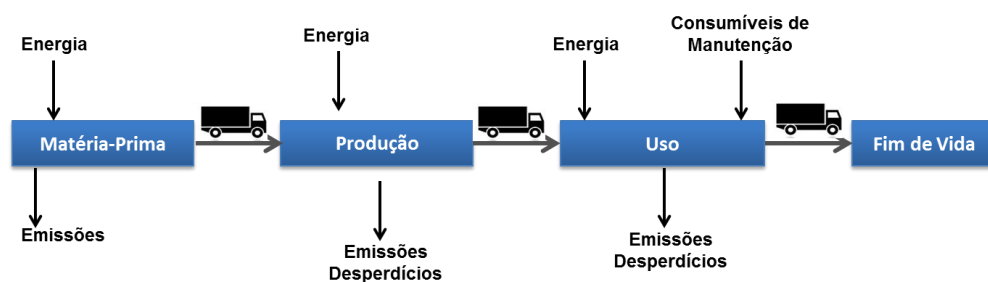 Energia
Energia
Energia
Consumíveis de
Manutenção
Matéria-Prima
Produção
Uso
Fim de Vida
Emissões
Emissões
Desperdícios
Emissões
Desperdícios